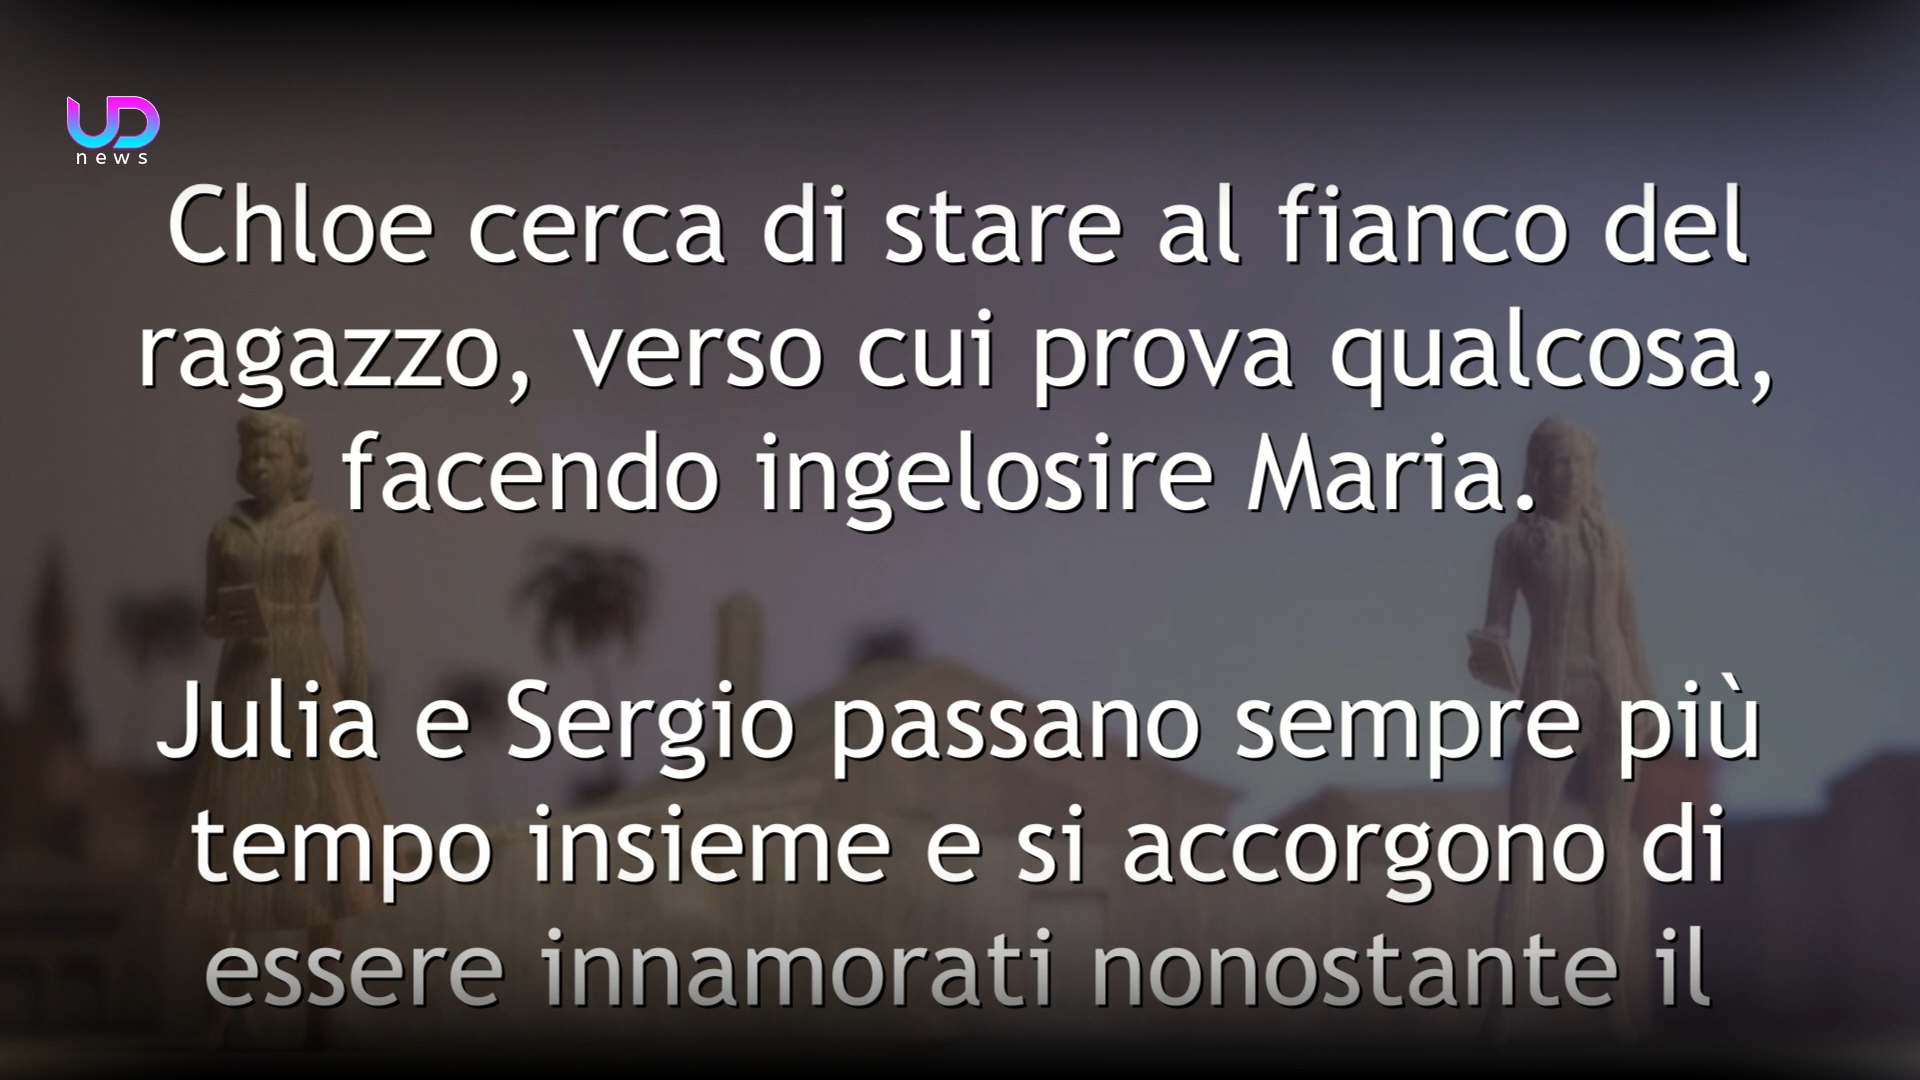 UD
news
Chloe cerca di stare al fianco del
ragazzo, verso cui prova qualcosa,
facendo ingelosire Maria.
Julia e Sergio passano sempre più
tempo insieme e si accorgono di
essere innamorati nonostante il